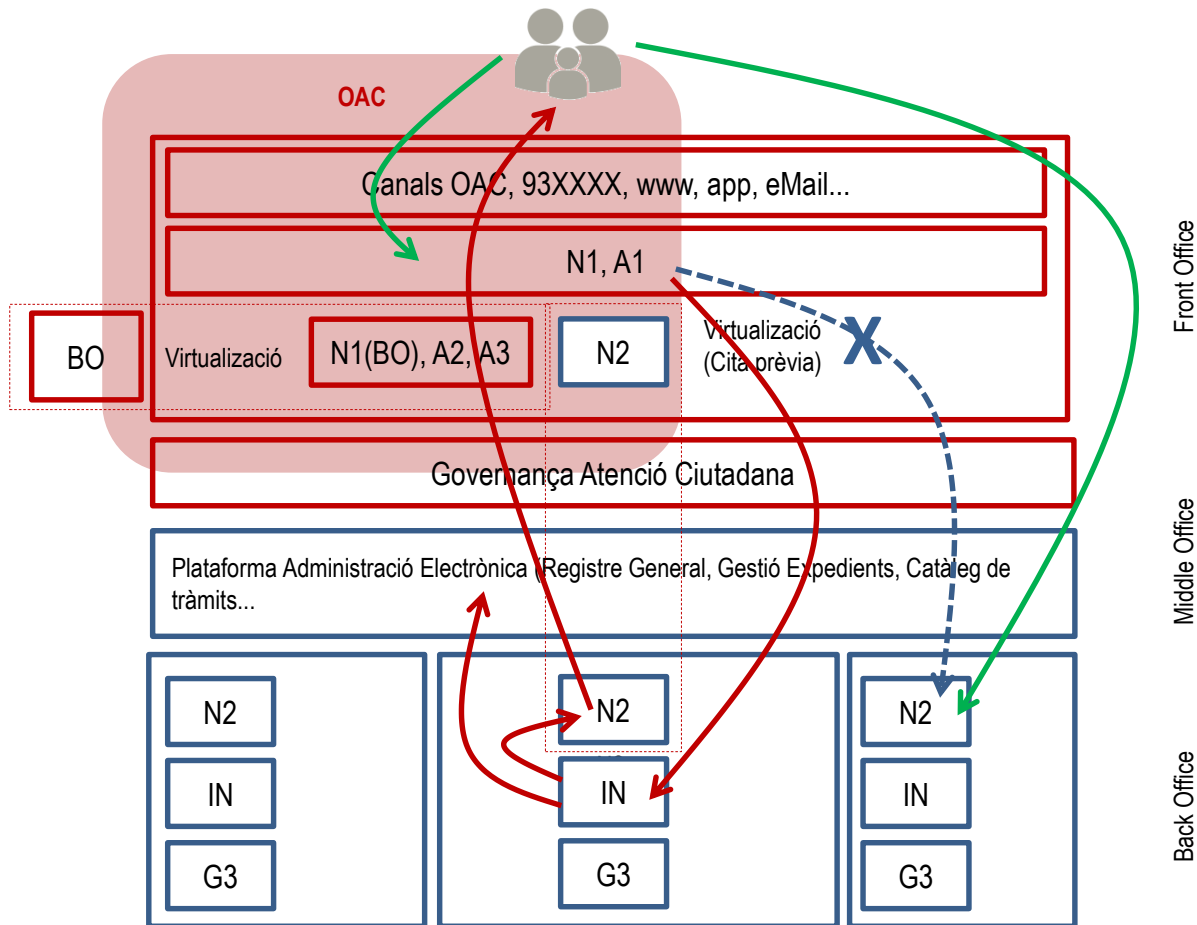 OAC
Canals OAC, 93XXXX, www, app, eMail...
N1, A1
Front Office
BO
Virtualizació
N1(BO), A2, A3
N2
Virtualizació
(Cita prèvia)
X
Governança Atenció Ciutadana
Middle Office
Plataforma Administració Electrònica (Registre General, Gestió Expedients, Catàleg de
tràmits...
N2
N2
N2
IN
IN
IN
Back Office
G3
G3
G3